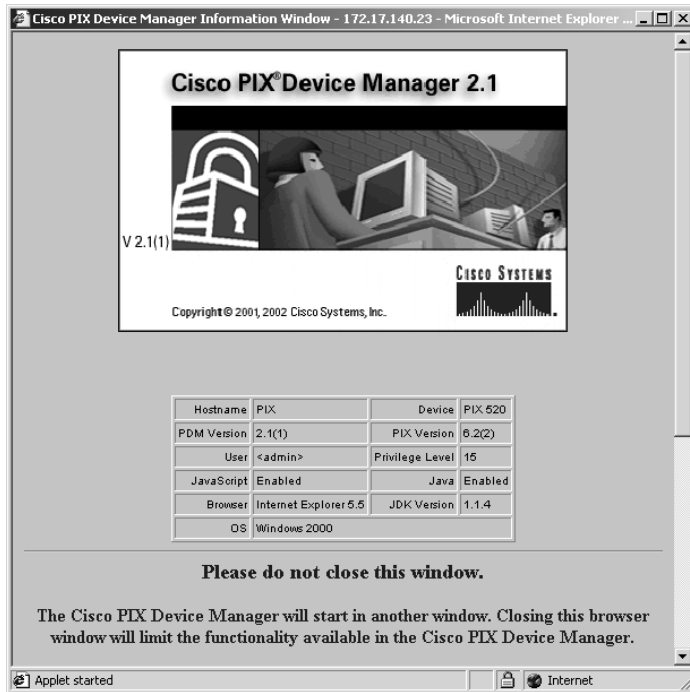 Cisco PIX Device Manager Information Window - 172.17.140.23 - Microsoft Internet Explorer ...
Cisco PIX®Device Manager 2.1
V 2.1(1)
CISCO SYSTEMS
Copyright © 2001, 2002 Cisco Systems, Inc.
Hostname PIX Device PIX 520
PDM Version 2.1(1) PIX Version 6.2(2)
User <admin> Privilege Level 15
JavaScript Enabled Java Enabled
Browser Internet Explorer 5.5 JDK Version 1.1.4
OS Windows 2000
Please do not close this window.
The Cisco PIX Device Manager will start in another window. Closing this browser
window will limit the functionality available in the Cisco PIX Device Manager.
Applet started Internet